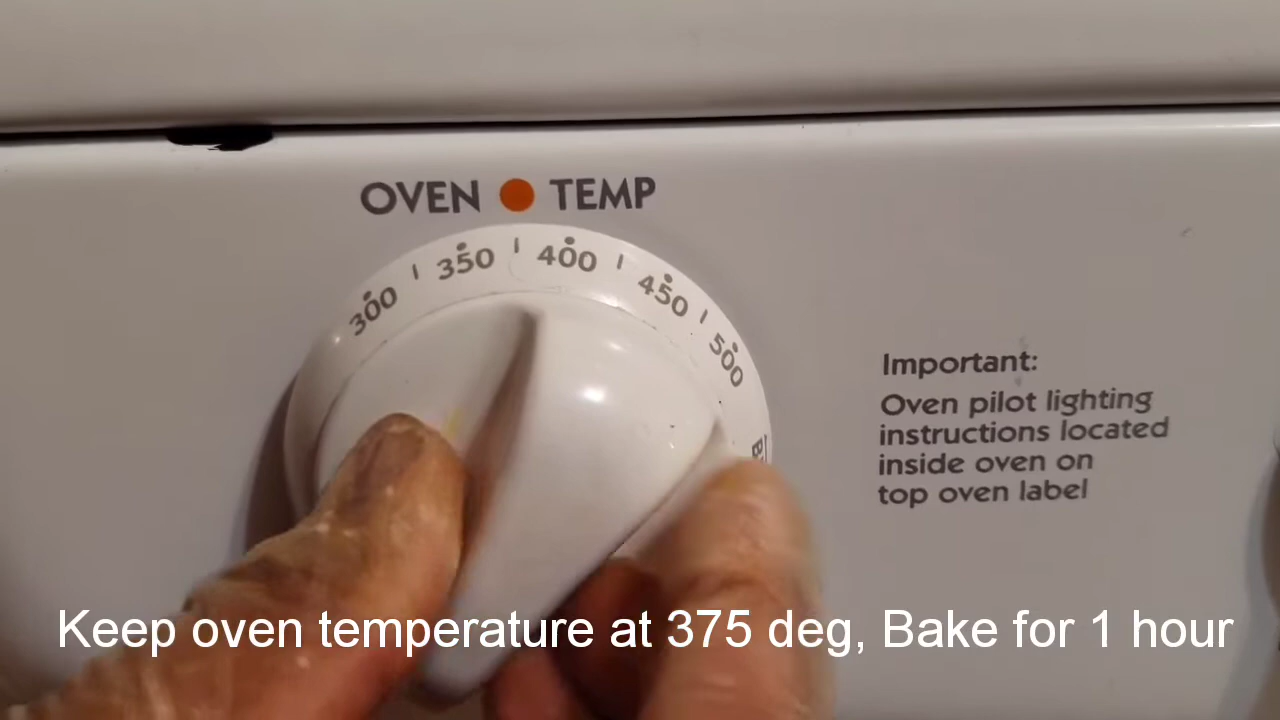 OVEN TEMP
300 350 400 450 500
Important:
Oven pilot lighting
instructions located
inside oven on
top oven label
Keep oven temperature at 375 deg, Bake for 1 hour